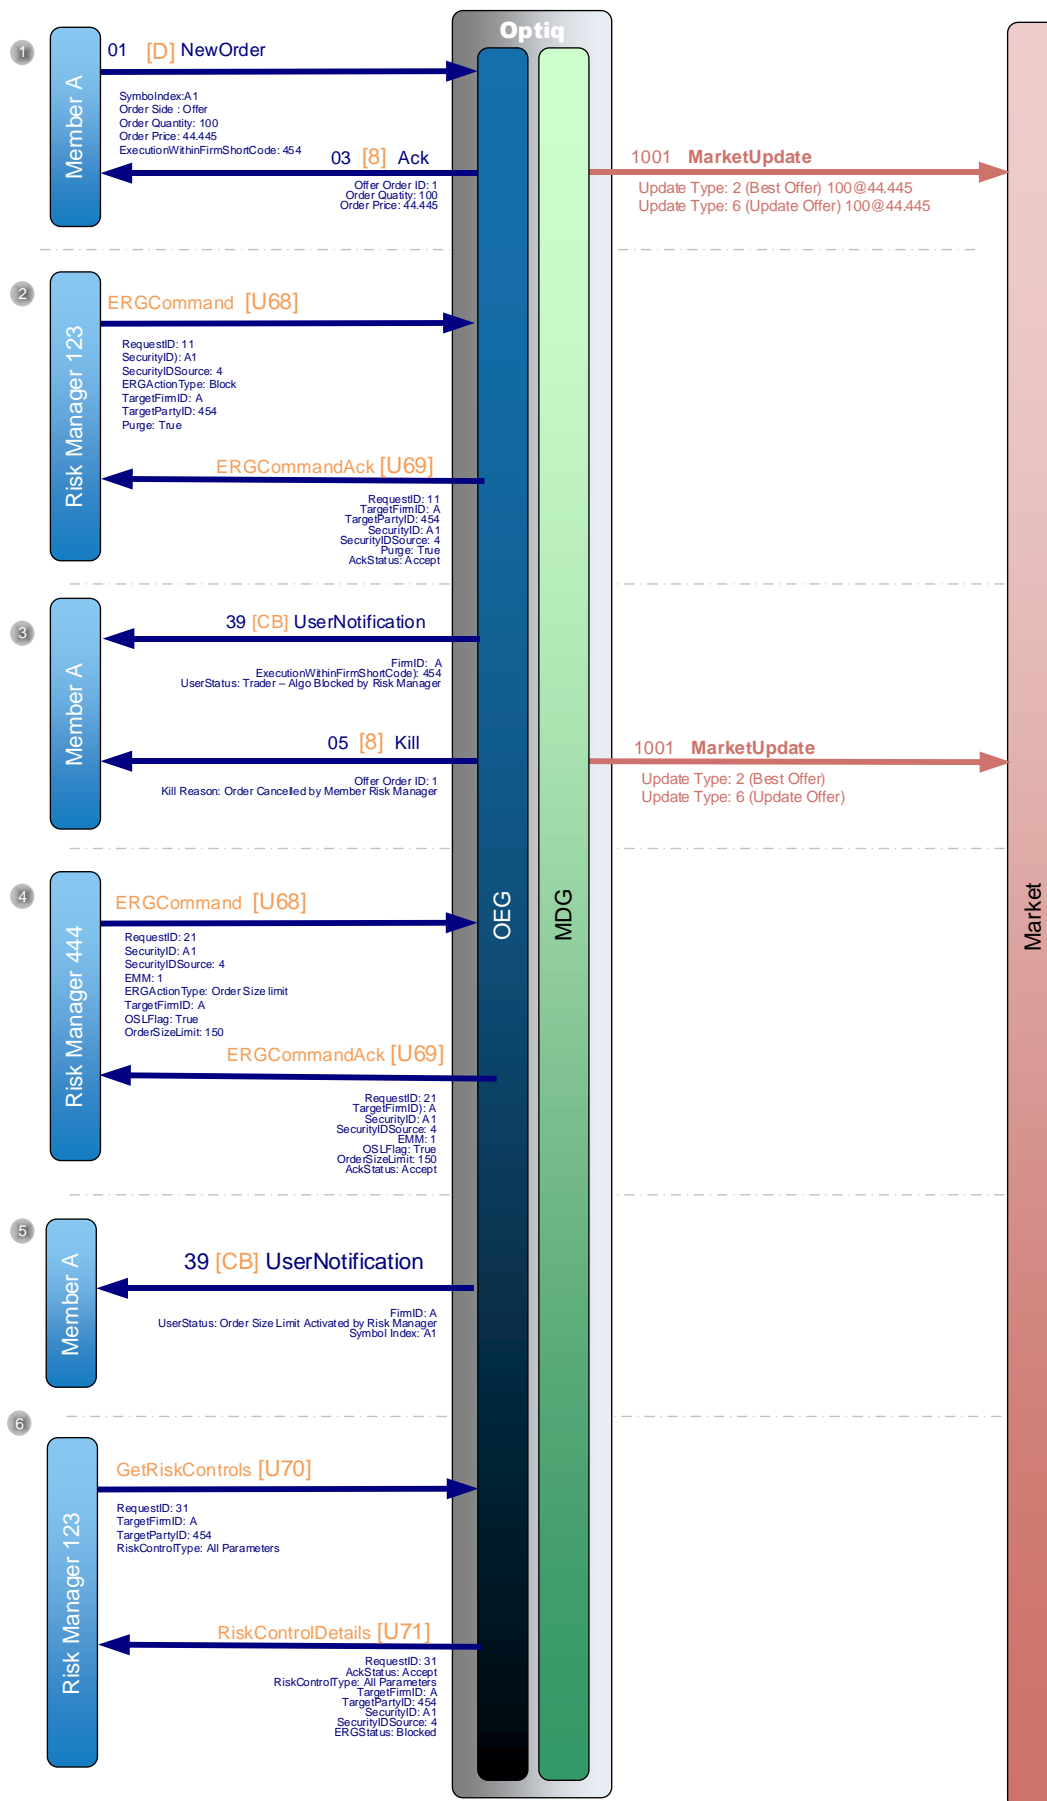 Optiq
1
Member A
01 [D] NewOrder
SymboIndex:A1
Order Side : Offer
Order Quantity: 100
Order Price: 44.445
ExecutionWithinFirmShortCode: 454
03 [8] Ack
Offer Order ID: 1
Order Quatity: 100
Order Price: 44.445
1001 MarketUpdate
Update Type: 2 (Best Offer) 100@44.445
Update Type: 6 (Update Offer) 100@44.445
2
Risk Manager 123
ERGCommand [U68]
RequestID: 11
SecurityID): A1
SecurityIDSource: 4
ERGActionType: Block
TargetFirmID: A
TargetPartyID: 454
Purge: True
ERGCommandAck [U69]
RequestID: 11
TargetFirmID: A
TargetPartyID: 454
SecurityID: A1
SecurityIDSource: 4
Purge: True
AckStatus: Accept
3
Member A
39 [CB] UserNotification
FirmID: A
ExecutionWithinFirmShortCode): 454
UserStatus: Trader – Algo Blocked by Risk Manager
05 [8] Kill
Offer Order ID: 1
Kill Reason: Order Cancelled by Member Risk Manager
1001 MarketUpdate
Update Type: 2 (Best Offer)
Update Type: 6 (Update Offer)
OEG
MDG
Market
4
Risk Manager 444
ERGCommand [U68]
RequestID: 21
SecurityID: A1
SecurityIDSource: 4
EMM: 1
ERGActionType: Order Size limit
TargetFirmID: A
OSLFlag: True
OrderSizeLimit: 150
ERGCommandAck [U69]
RequestID: 21
TargetFirmID): A
SecurityID: A1
SecurityIDSource: 4
EMM: 1
OSLFlag: True
OrderSizeLimit: 150
AckStatus: Accept
5
Member A
39 [CB] UserNotification
FirmID: A
UserStatus: Order Size Limit Activated by Risk Manager
Symbol Index: A1
6
Risk Manager 123
GetRiskControls [U70]
RequestID: 31
TargetFirmID: A
TargetPartyID: 454
RiskControlType: All Parameters
RiskControlDetails [U71]
RequestID: 31
AckStatus: Accept
RiskControlType: All Parameters
TargetFirmID: A
TargetPartyID: 454
SecurityID: A1
SecurityIDSource: 4
ERGStatus: Blocked